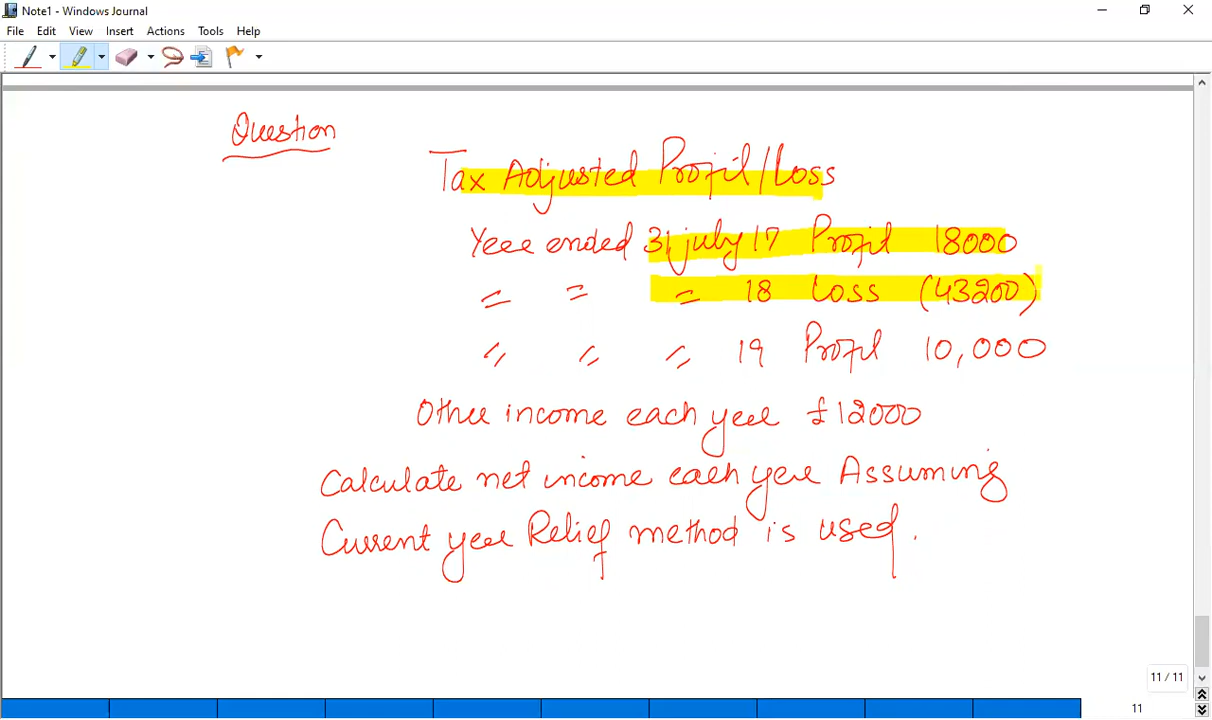 Note1 - Windows Journal
File Edit View Insert Actions Tools Help
Question
Tax Adjusted Profit/Loss
Year ended 31 july 17 Profit 18000
" " " 18 Loss (43200)
" " " 19 Profit 10,000
Other income each year £12000
Calculate net income each year Assuming
Current year Relief method is used.
11 / 11
11